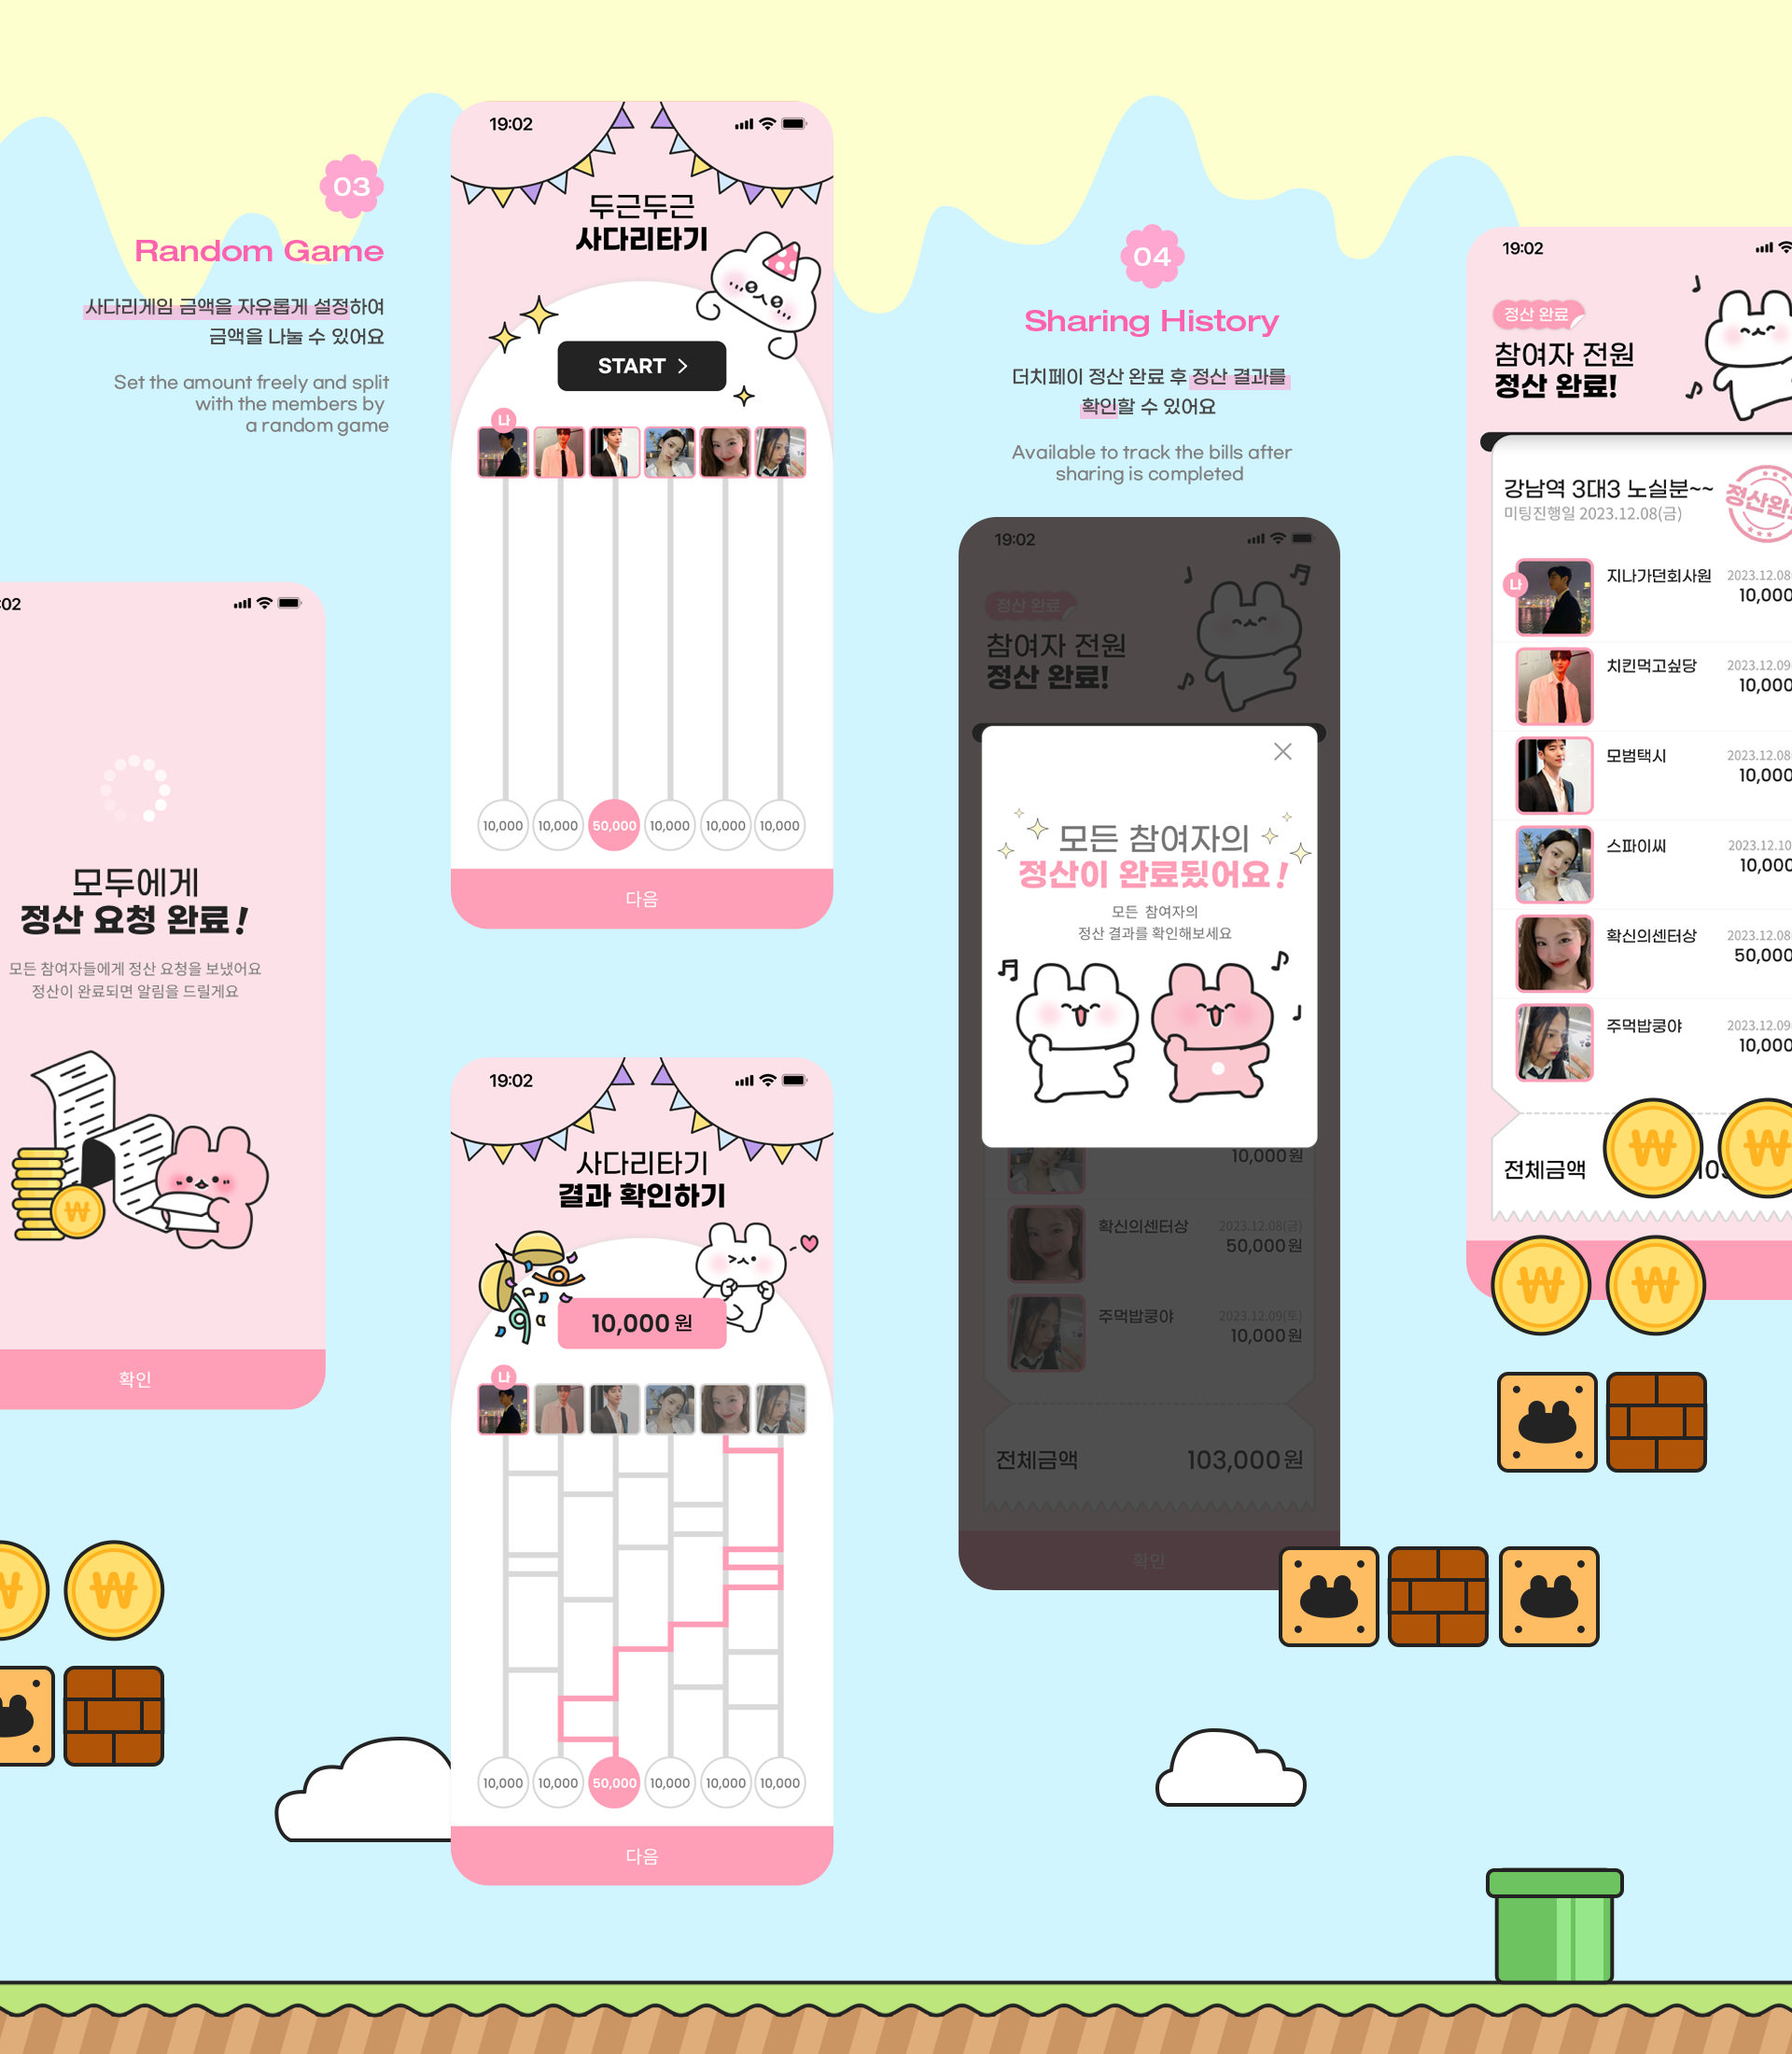 03
Random Game
사다리게임 금액을 자유롭게 설정하여
금액을 나눌 수 있어요
Set the amount freely and split
with the members by
a random game
:02
모두에게
정산 요청 완료!
모든 참여자들에게 정산 요청을 보냈어요
정산이 완료되면 알림을 드릴게요
₩
확인
₩
₩
19:02
두근두근
사다리타기
START >
나
10,000 10,000 50,000 10,000 10,000 10,000
다음
19:02
사다리타기
결과 확인하기
10,000 원
나
10,000 10,000 50,000 10,000 10,000 10,000
다음
04
Sharing History
더치페이 정산 완료 후 정산 결과를
확인할 수 있어요
Available to track the bills after
sharing is completed
19:02
정산 완료
참여자 전원
정산 완료!
모든 참여자의
정산이 완료됐어요!
모든 참여자의
정산 결과를 확인해보세요
10,000원
확신의센터상 2023.12.08(금)
50,000원
주먹밥쿵야 2023.12.09(토)
10,000원
전체금액 103,000원
확인
19:02
정산 완료
참여자 전원
정산 완료!
강남역 3대3 노실분~~
미팅진행일 2023.12.08(금)
정산완
나
지나가던회사원 2023.12.08
10,000
치킨먹고싶당 2023.12.09
10,000
모범택시 2023.12.08
10,000
스파이씨 2023.12.10
10,000
확신의센터상 2023.12.08
50,000
주먹밥쿵야 2023.12.09
10,000
전체금액 10
₩ ₩
₩ ₩